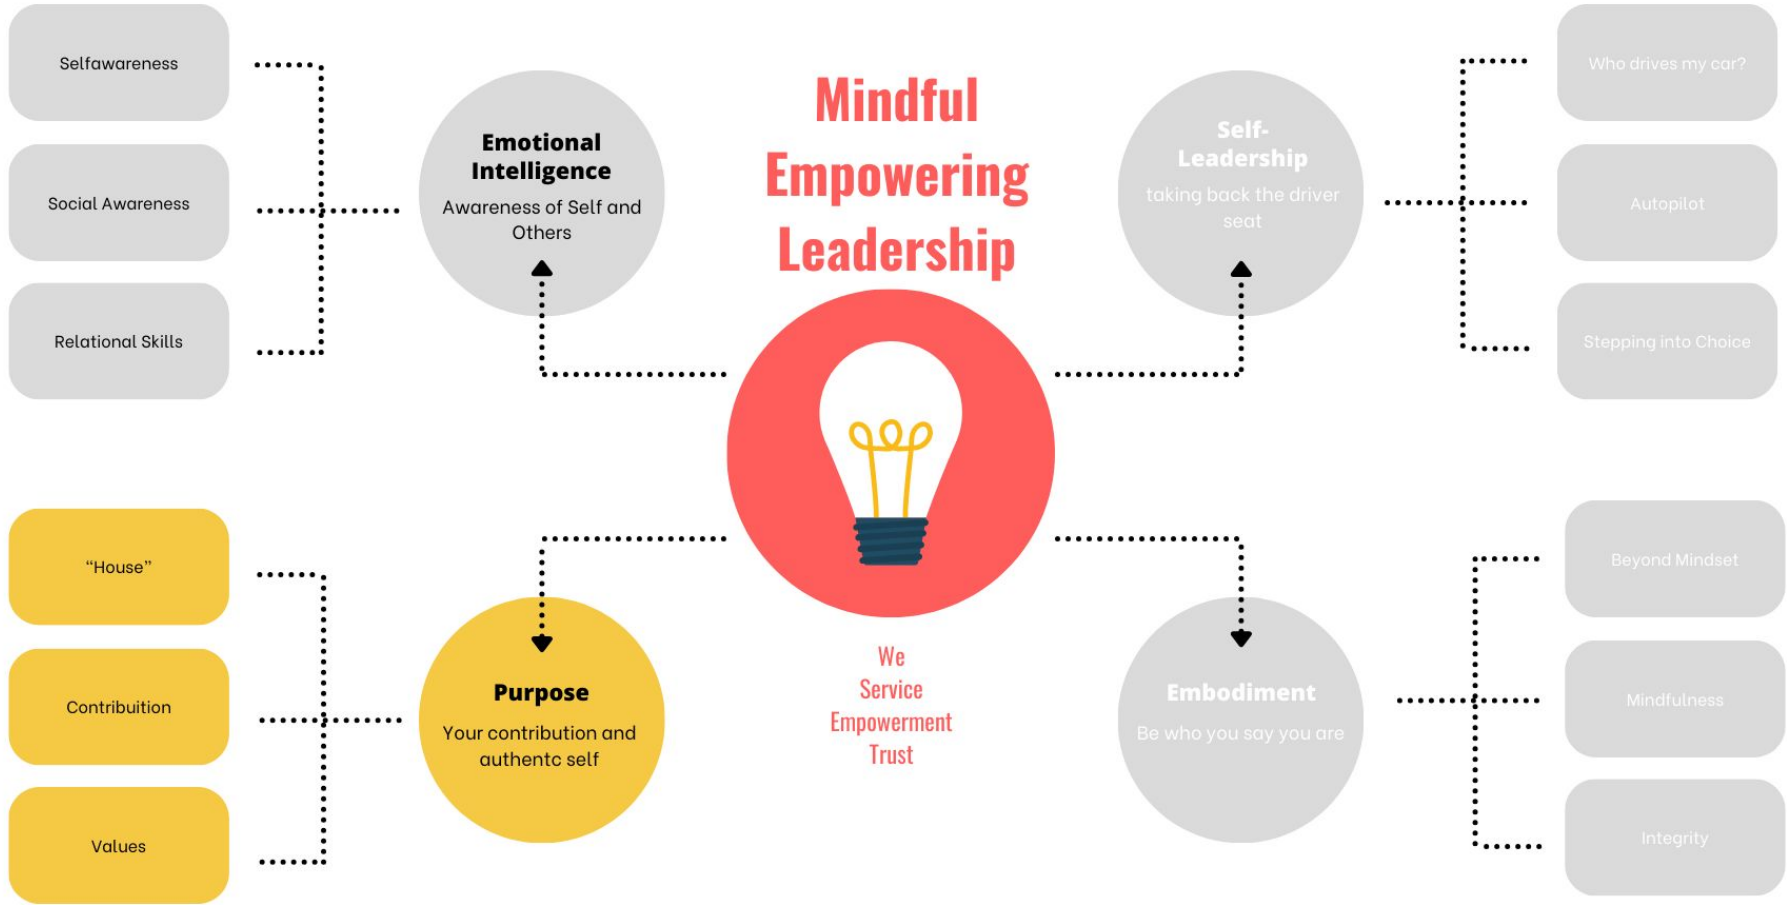 Mindful
Empowering
Leadership
Selfawareness
Social Awareness
Relational Skills
Emotional
Intelligence
Awareness of Self and
Others
Self-
Leadership
taking back the driver
seat
Who drives my car?
Autopilot
Stepping into Choice
“House”
Contribuition
Values
Purpose
Your contribution and
authentc self
We
Service
Empowerment
Trust
Embodiment
Be who you say you are
Beyond Mindset
Mindfulness
Integrity